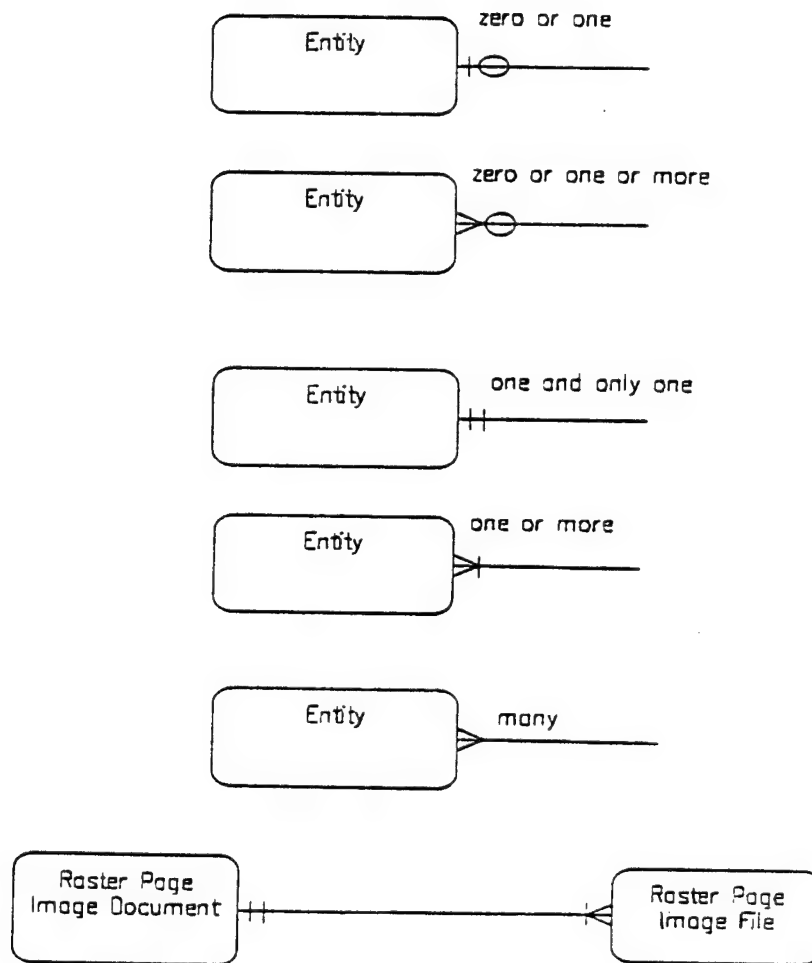 zero or one
Entity
zero or one or more
Entity
one and only one
Entity
one or more
Entity
Entity
many
Raster Page
Image Document
Raster Page
Image File